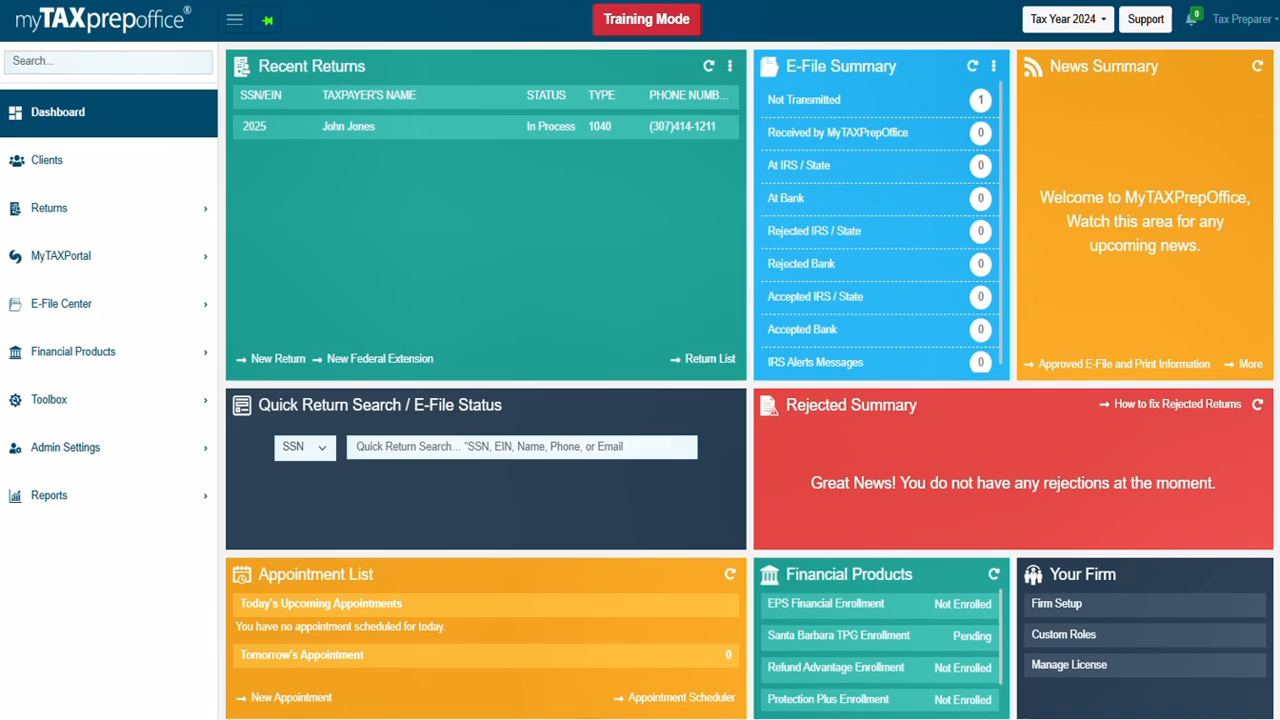 myTAXprepoffice®
Training Mode
Tax Year 2024
Support
0
Tax Preparer
Search...
Dashboard
Clients
Returns
MyTAXPortal
E-File Center
Financial Products
Toolbox
Admin Settings
Reports
Recent Returns
SSN/EIN TAXPAYER'S NAME STATUS TYPE PHONE NUMB...
2025 John Jones In Process 1040 (307)414-1211
→ New Return → New Federal Extension → Return List
E-File Summary
Not Transmitted 1
Received by MyTAXPrepOffice 0
At IRS / State 0
At Bank 0
Rejected IRS / State 0
Rejected Bank 0
Accepted IRS / State 0
Accepted Bank 0
IRS Alerts Messages 0
News Summary
Welcome to MyTAXPrepOffice,
Watch this area for any
upcoming news.
→ Approved E-File and Print Information → More
Quick Return Search / E-File Status
SSN Quick Return Search... "SSN, EIN, Name, Phone, or Email
Rejected Summary → How to fix Rejected Returns
Great News! You do not have any rejections at the moment.
Appointment List
Today's Upcoming Appointments
You have no appointment scheduled for today.
Tomorrow's Appointment 0
→ New Appointment → Appointment Scheduler
Financial Products
EPS Financial Enrollment Not Enrolled
Santa Barbara TPG Enrollment Pending
Refund Advantage Enrollment Not Enrolled
Protection Plus Enrollment Not Enrolled
Your Firm
Firm Setup
Custom Roles
Manage License